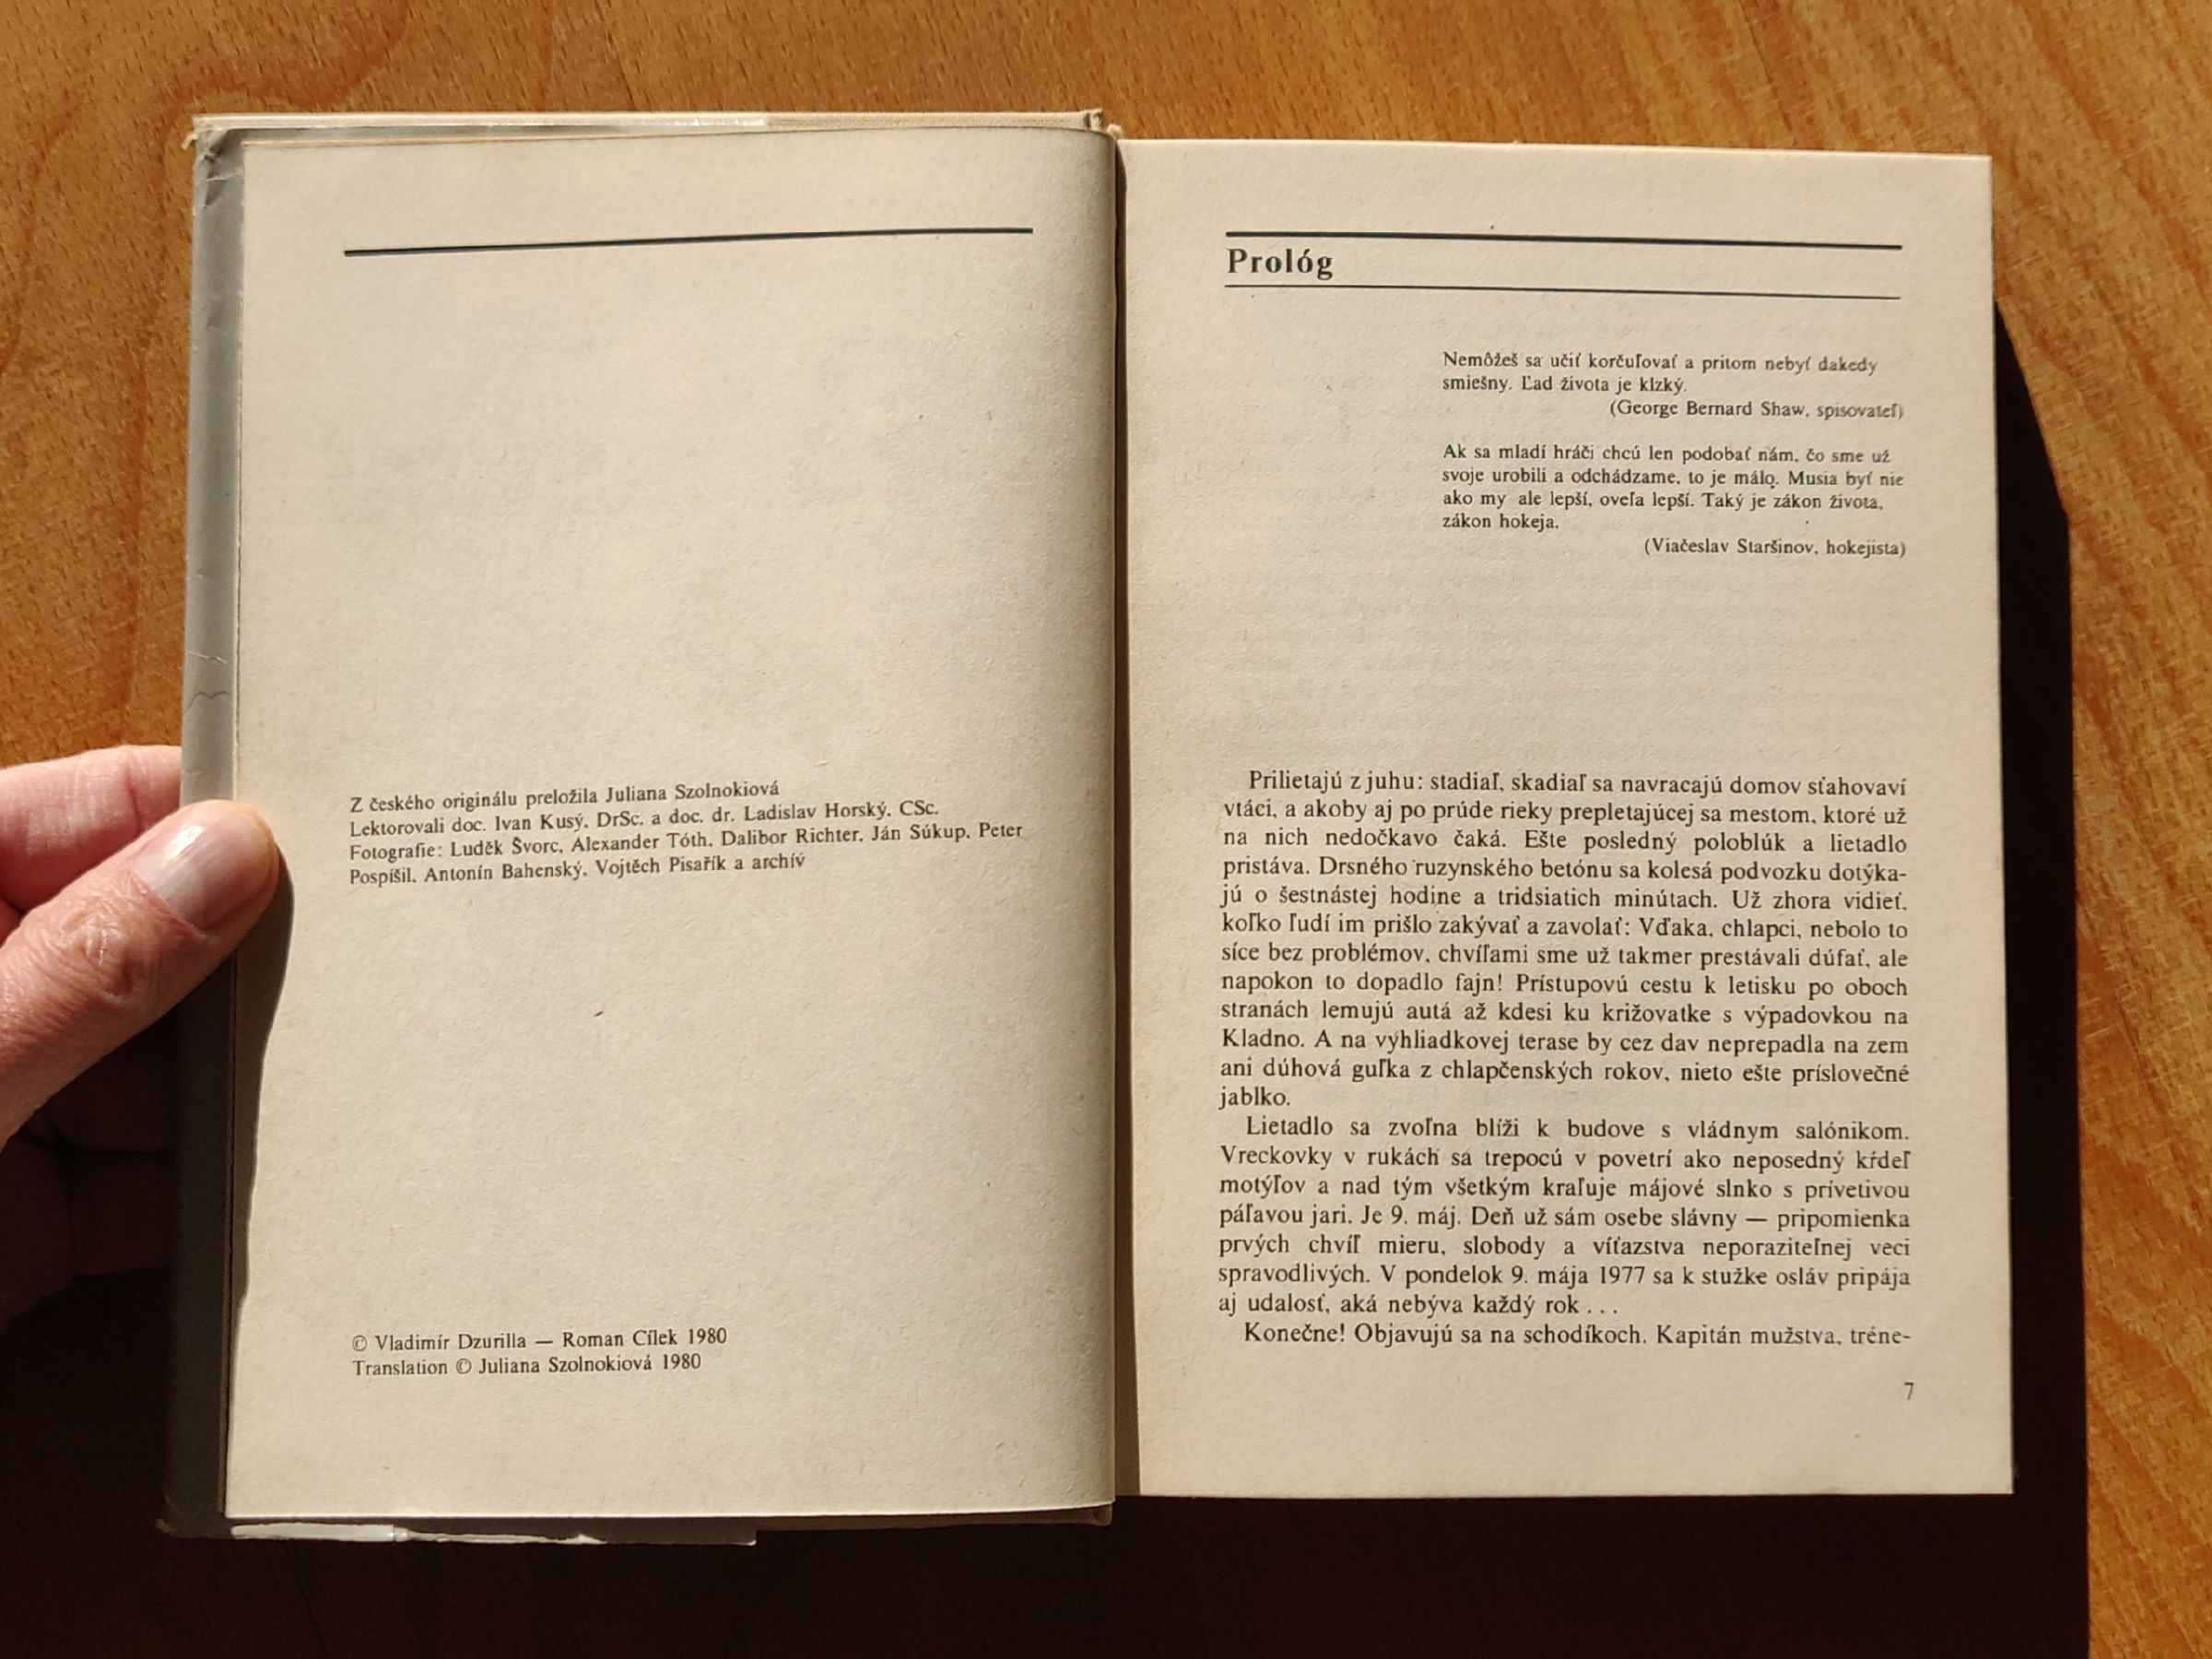 Z českého originálu preložila Juliana Szolnokiová
Lektorovali doc. Ivan Kusý, DrSc. a doc. dr. Ladislav Horský, CSc.
Fotografie: Luděk Švorc, Alexander Tóth, Dalibor Richter, Ján Súkup, Peter
Pospíšil, Antonín Bahenský, Vojtěch Pisařík a archív
© Vladimír Dzurilla — Roman Cílek 1980
Translation © Juliana Szolnokiová 1980
Prológ
Nemôžeš sa učiť korčuľovať a pritom nebyť dakedy
smiešny. Ľad života je klzký.
(George Bernard Shaw, spisovateľ)
Ak sa mladí hráči chcú len podobať nám, čo sme už
svoje urobili a odchádzame, to je málo. Musia byť nie
ako my ale lepší, oveľa lepší. Taký je zákon života,
zákon hokeja.
(Viačeslav Staršinov, hokejista)
Prilietajú z juhu: stadiaľ, skadiaľ sa navracajú domov sťahovaví
vtáci, a akoby aj po prúde rieky prepletajúcej sa mestom, ktoré už
na nich nedočkavo čaká. Ešte posledný poloblúk a lietadlo
pristáva. Drsného ruzynského betónu sa kolesá podvozku dotýka-
jú o šestnástej hodine a tridsiatich minútach. Už zhora vidieť,
koľko ľudí im prišlo zakývať a zavolať: Vďaka, chlapci, nebolo to
síce bez problémov, chvíľami sme už takmer prestávali dúfať, ale
napokon to dopadlo fajn! Prístupovú cestu k letisku po oboch
stranách lemujú autá až kdesi ku križovatke s výpadovkou na
Kladno. A na vyhliadkovej terase by cez dav neprepadla na zem
ani dúhová guľka z chlapčenských rokov, nieto ešte príslovečné
jablko.
Lietadlo sa zvoľna blíži k budove s vládnym salónikom.
Vreckovky v rukách sa trepocú v povetrí ako neposedný kŕdeľ
motýľov a nad tým všetkým kraľuje májové slnko s prívetivou
páľavou jari. Je 9. máj. Deň už sám osebe slávny — pripomienka
prvých chvíľ mieru, slobody a víťazstva neporaziteľnej veci
spravodlivých. V pondelok 9. mája 1977 sa k stužke osláv pripája
aj udalosť, aká nebýva každý rok ...
Konečne! Objavujú sa na schodíkoch. Kapitán mužstva, tréne-
7